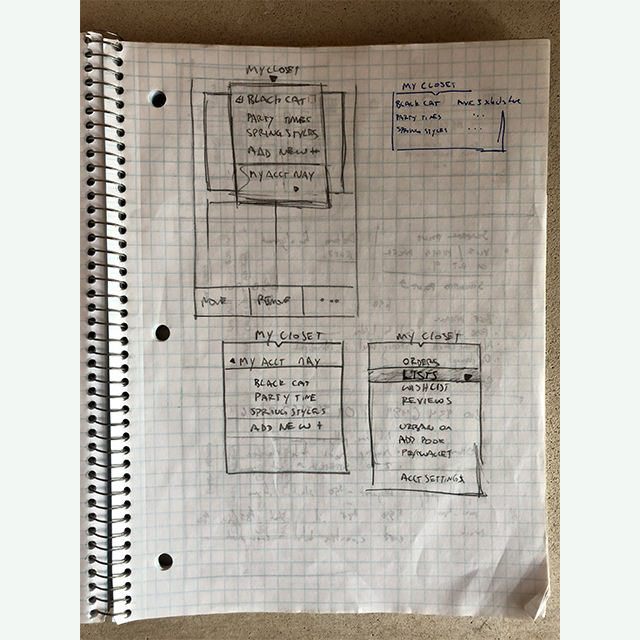 MY CLOSET
BLACK CAT
PARTY TIMES
SPRING STYLES
ADD NEW +
MY ACCT NAV
MOVE
REMOVE
MY CLOSET
BLACK CAT
PARTY TIMES
SPRING STYLES
MY CLOSET
MY ACCT NAV
BLACK CAT
PARTY TIME
SPRING STYLES
ADD NEW +
MY CLOSET
ORDERS
LISTS
WISHLIST
REVIEWS
URBAN ON
ADD BOOK
PAY/WALLET
ACCT SETTINGS